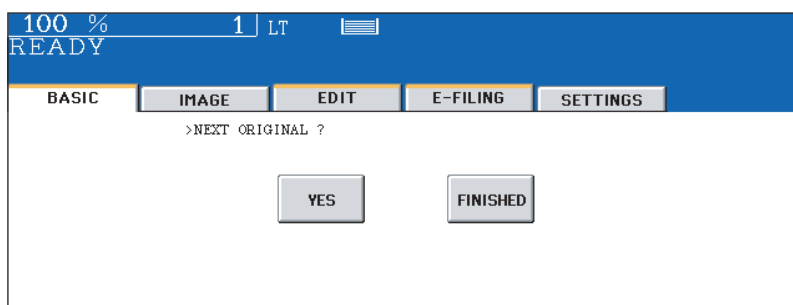 100 % 1 LT
READY
BASIC IMAGE EDIT E-FILING SETTINGS
>NEXT ORIGINAL ?
YES FINISHED